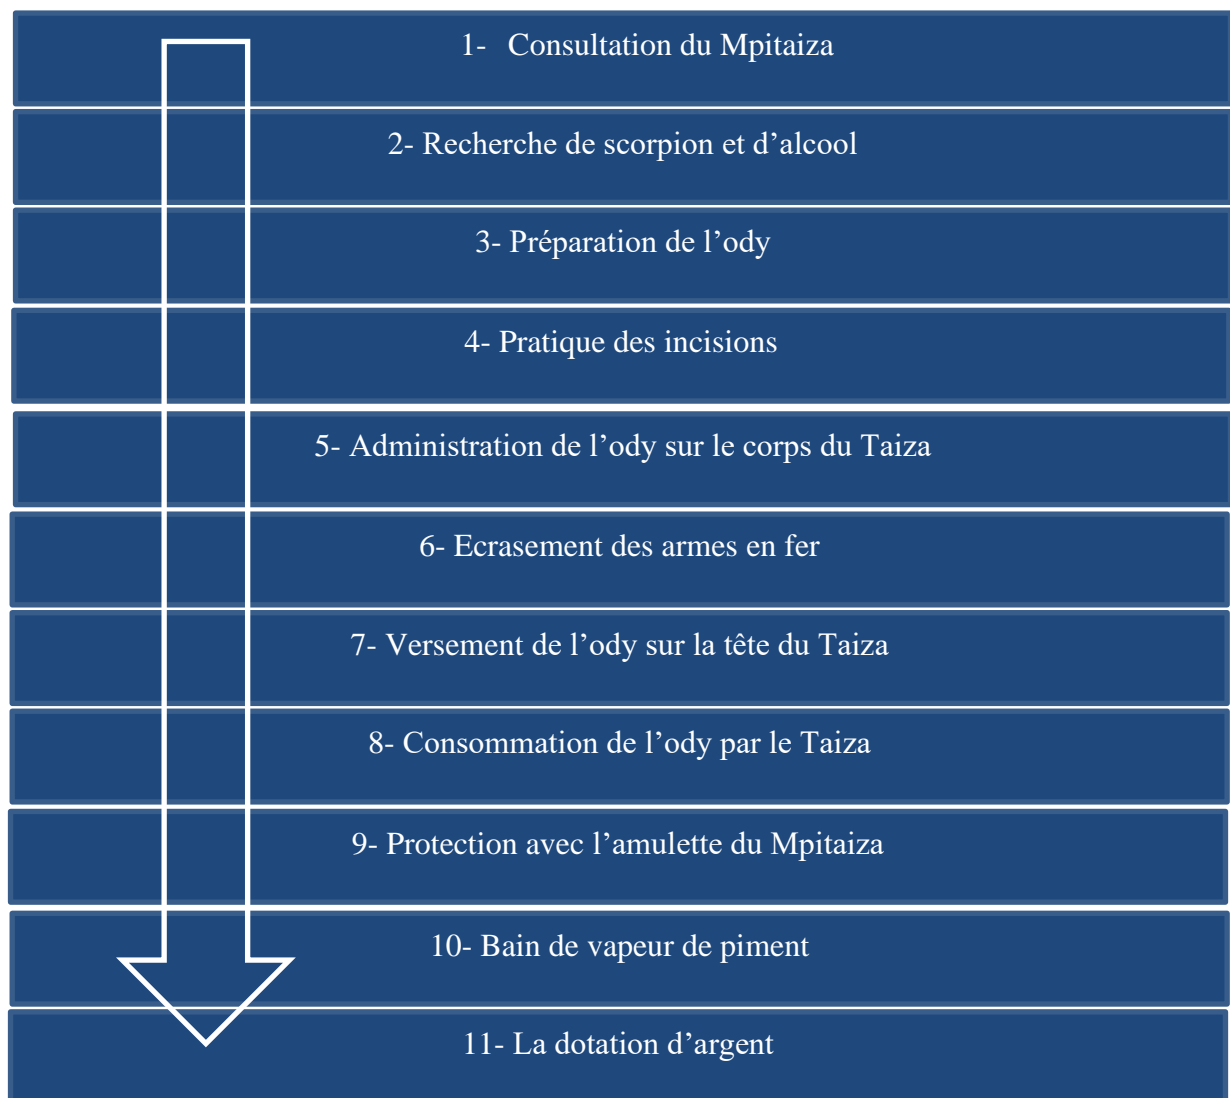 1- Consultation du Mpitaiza
2- Recherche de scorpion et d’alcool
3- Préparation de l’ody
4- Pratique des incisions
5- Administration de l’ody sur le corps du Taiza
6- Ecrasement des armes en fer
7- Versement de l’ody sur la tête du Taiza
8- Consommation de l’ody par le Taiza
9- Protection avec l’amulette du Mpitaiza
10- Bain de vapeur de piment
11- La dotation d’argent